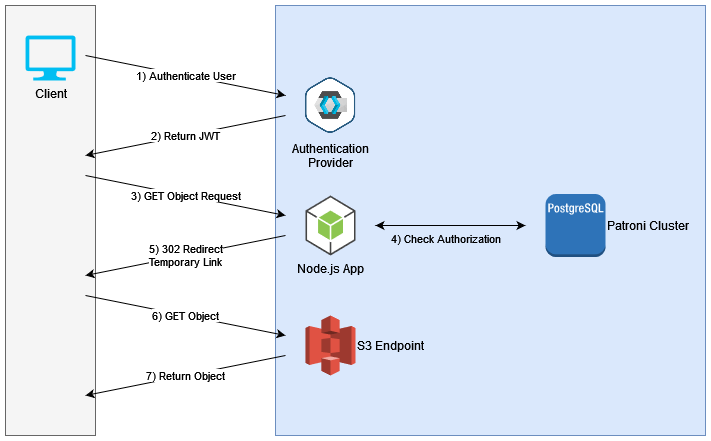 Client
1) Authenticate User
2) Return JWT
Authentication
Provider
3) GET Object Request
PostgreSQL
Patroni Cluster
4) Check Authorization
5) 302 Redirect
Temporary Link
Node.js App
6) GET Object
S3 Endpoint
7) Return Object